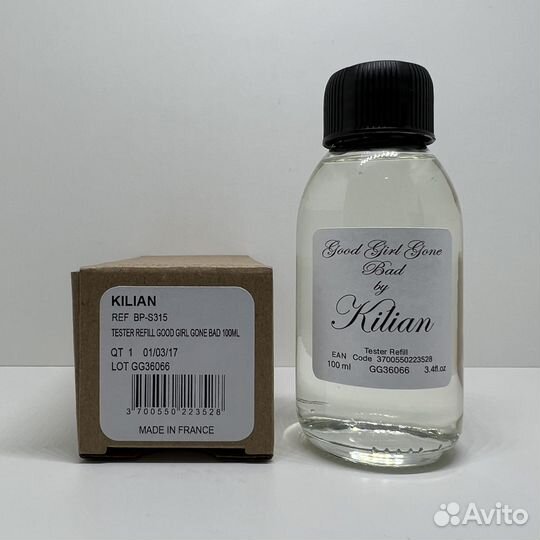 KILIAN
REF BP-S315
TESTER REFILL GOOD GIRL GONE BAD 100ML
QT 1 01/03/17
LOT GG36066
3 700550 223528
MADE IN FRANCE
Good Girl Gone
Bad
by
Kilian
Tester Refill
EAN Code 3700550223528
100 ml GG36066 3.4fl.oz
Avito